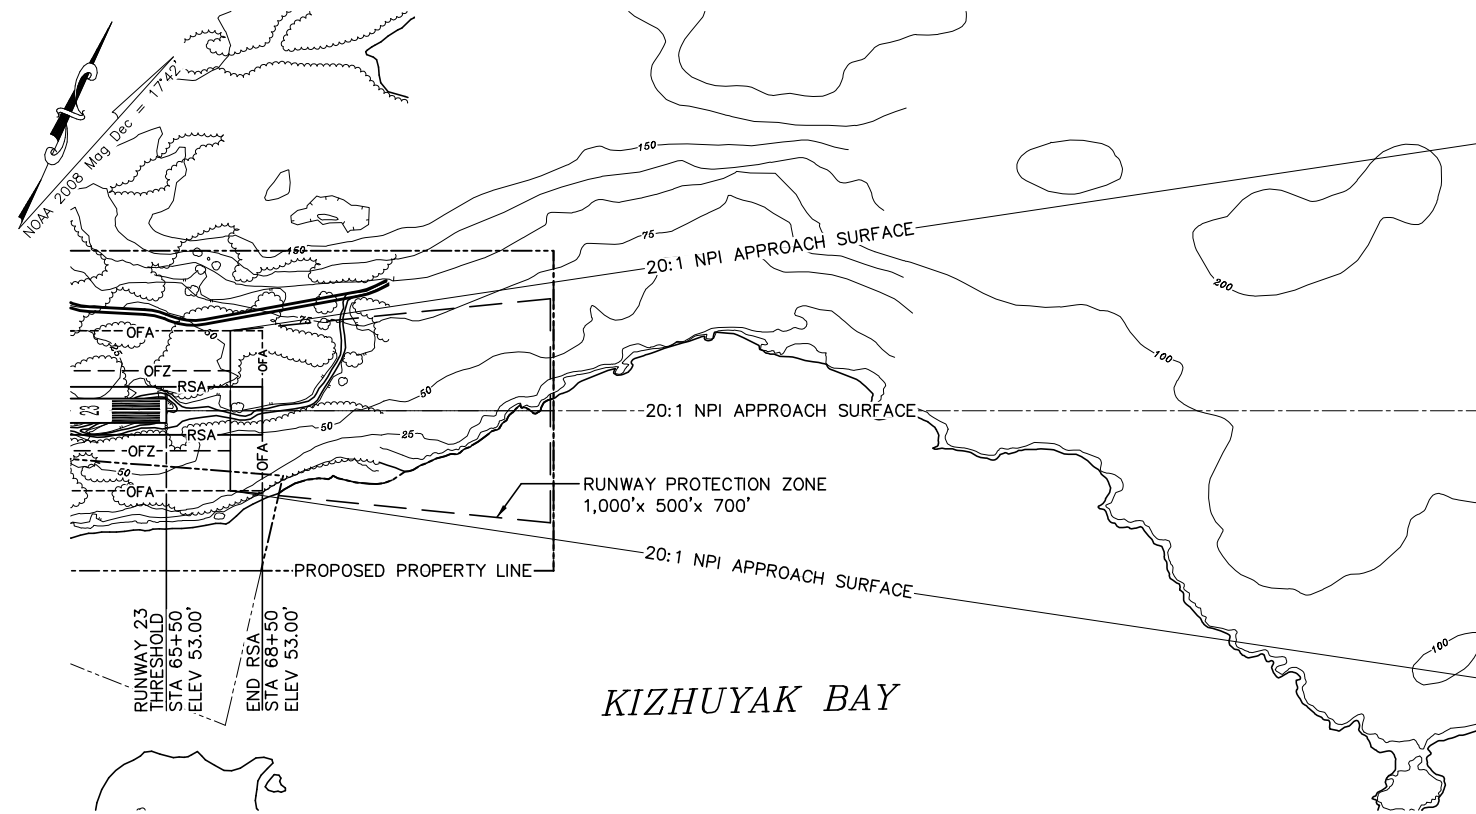 NOAA 2008 Mag Dec = 17°42'
150
150
75
20:1 NPI APPROACH SURFACE
200
OFA
50
25
OFA
100
OFZ
RSA
50
23
20:1 NPI APPROACH SURFACE
50
25
RSA
OFZ
OFA
50
OFA
RUNWAY PROTECTION ZONE
1,000'x 500'x 700'
20:1 NPI APPROACH SURFACE
PROPOSED PROPERTY LINE
100
RUNWAY 23
THRESHOLD
STA 65+50
ELEV 53.00'
END RSA
STA 68+50
ELEV 53.00'
KIZHUYAK BAY